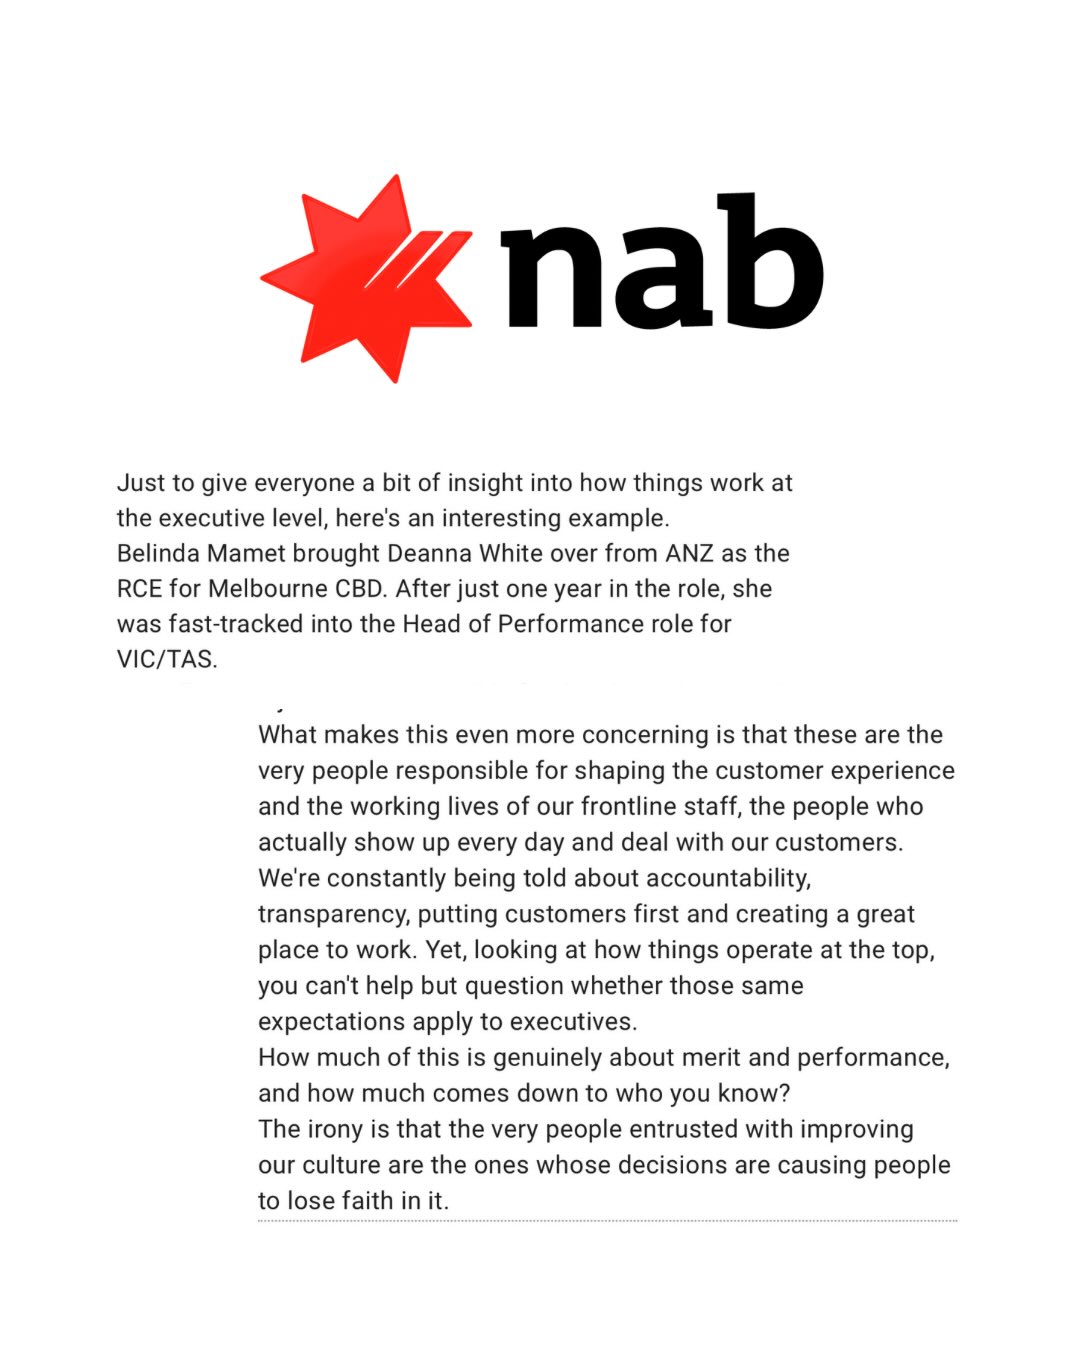 nab
Just to give everyone a bit of insight into how things work at
the executive level, here's an interesting example.
Belinda Mamet brought Deanna White over from ANZ as the
RCE for Melbourne CBD. After just one year in the role, she
was fast-tracked into the Head of Performance role for
VIC/TAS.
What makes this even more concerning is that these are the
very people responsible for shaping the customer experience
and the working lives of our frontline staff, the people who
actually show up every day and deal with our customers.
We're constantly being told about accountability,
transparency, putting customers first and creating a great
place to work. Yet, looking at how things operate at the top,
you can't help but question whether those same
expectations apply to executives.
How much of this is genuinely about merit and performance,
and how much comes down to who you know?
The irony is that the very people entrusted with improving
our culture are the ones whose decisions are causing people
to lose faith in it.